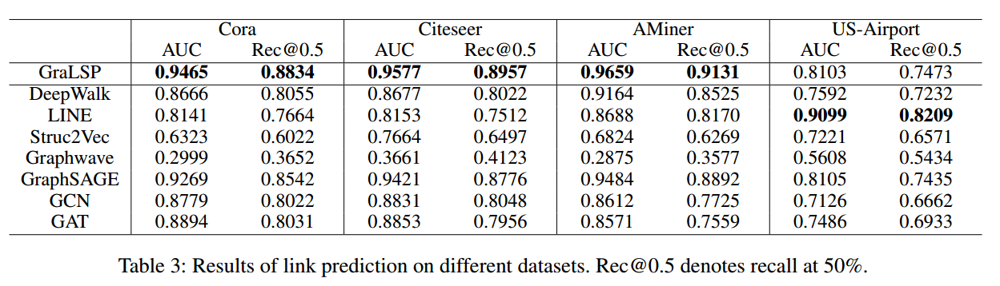 Cora Citeseer AMiner US-Airport
AUC Rec@0.5 AUC Rec@0.5 AUC Rec@0.5 AUC Rec@0.5
GraLSP 0.9465 0.8834 0.9577 0.8957 0.9659 0.9131 0.8103 0.7473
DeepWalk 0.8666 0.8055 0.8677 0.8022 0.9164 0.8525 0.7592 0.7232
LINE 0.8141 0.7664 0.8153 0.7512 0.8688 0.8170 0.9099 0.8209
Struc2Vec 0.6323 0.6022 0.7664 0.6497 0.6824 0.6269 0.7221 0.6571
Graphwave 0.2999 0.3652 0.3661 0.4123 0.2875 0.3577 0.5608 0.5434
GraphSAGE 0.9269 0.8542 0.9421 0.8776 0.9484 0.8892 0.8105 0.7435
GCN 0.8779 0.8022 0.8831 0.8048 0.8612 0.7725 0.7126 0.6662
GAT 0.8894 0.8031 0.8853 0.7956 0.8571 0.7559 0.7486 0.6933
Table 3: Results of link prediction on different datasets. Rec@0.5 denotes recall at 50%.